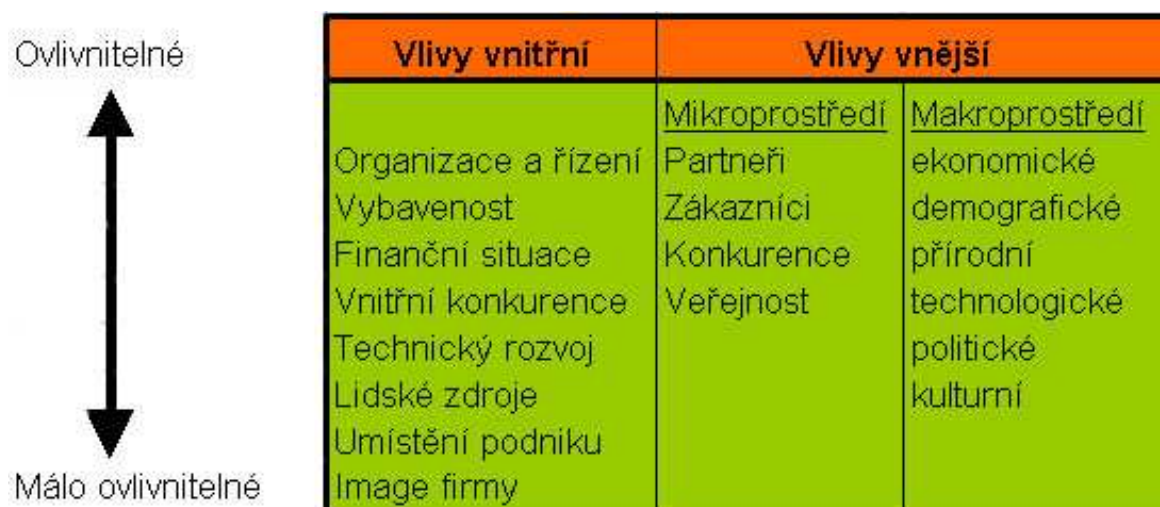 Ovlivnitelné
Málo ovlivnitelné
Vlivy vnitřní
Organizace a řízení
Vybavenost
Finanční situace
Vnitřní konkurence
Technický rozvoj
Lidské zdroje
Umístění podniku
Image firmy
Vlivy vnější
Mikroprostředí
Partneři
Zákazníci
Konkurence
Veřejnost
Makroprostředí
ekonomické
demografické
přírodní
technologické
politické
kulturní